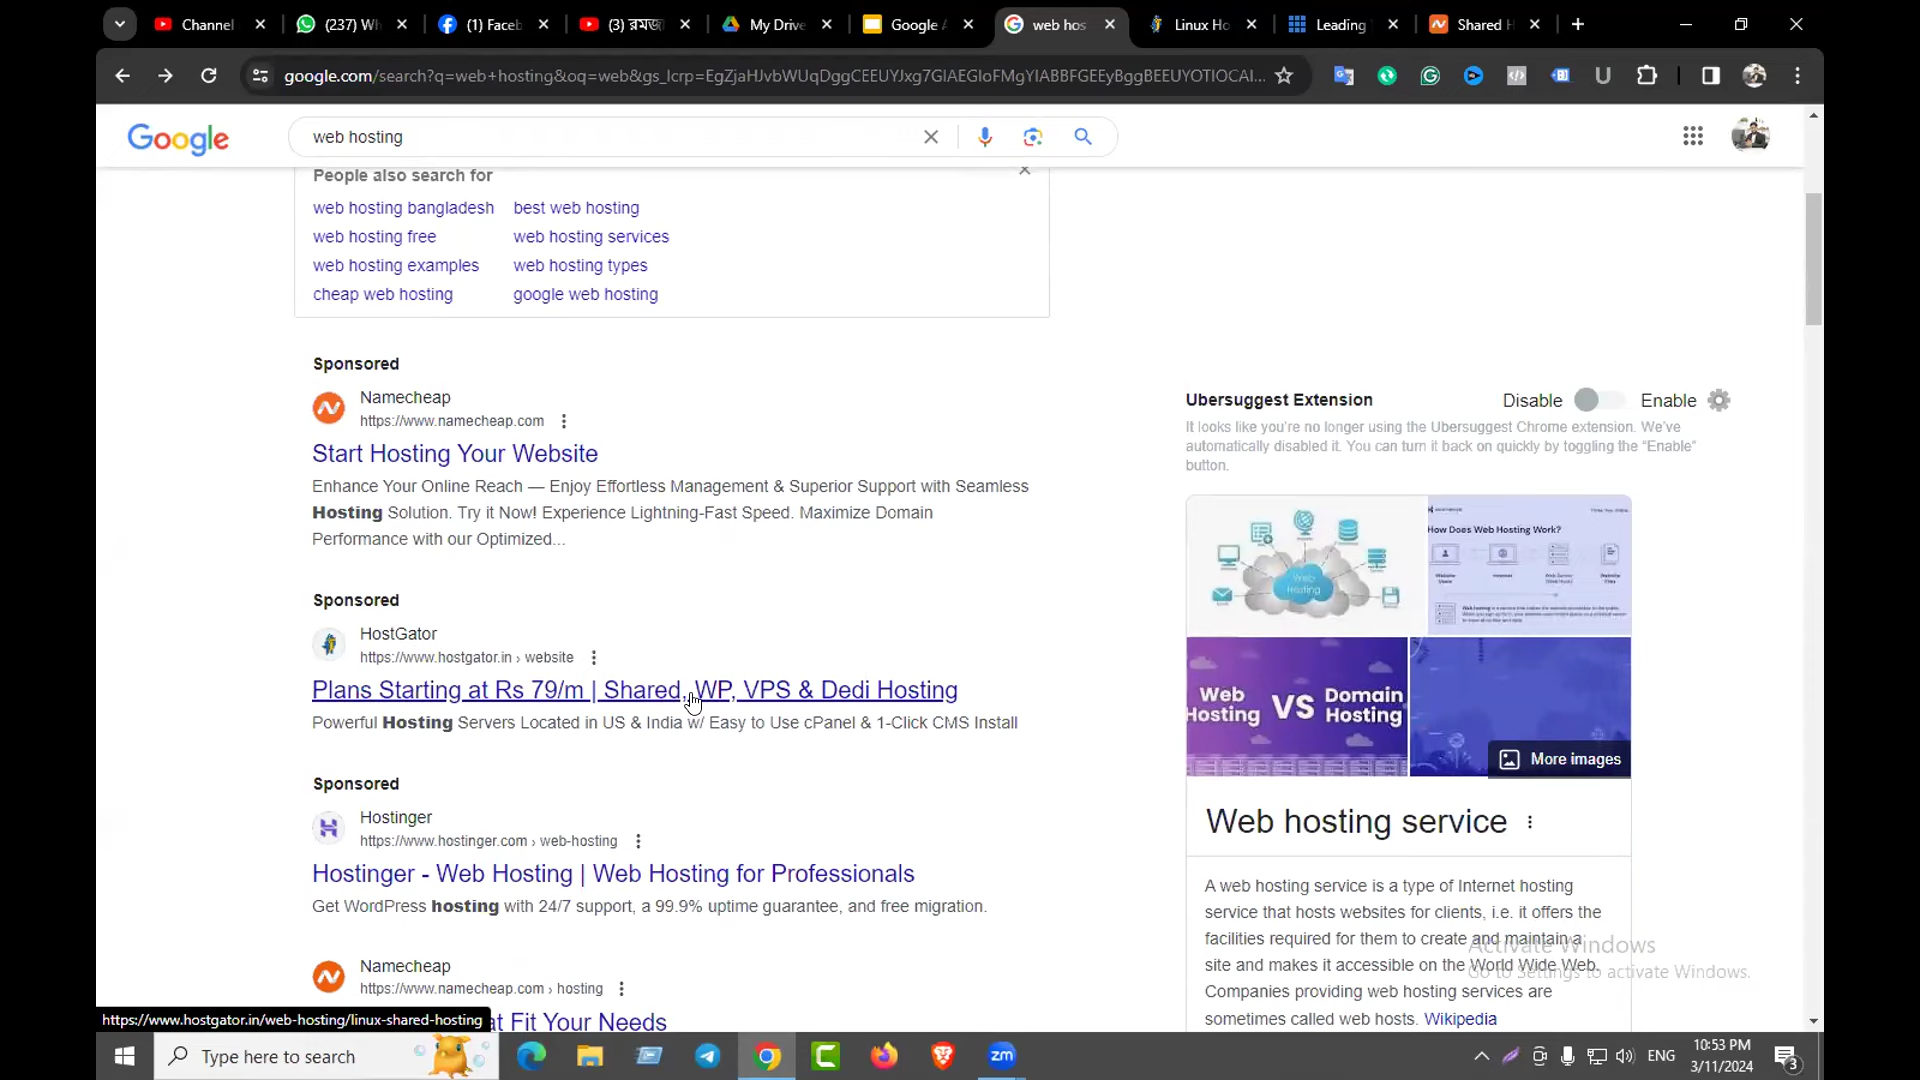 Channel
(237) Wh
(1) Faceb
(3) রমজা
My Drive
Google A
web hos
Linux Ho
Leading
Shared H
google.com/search?q=web+hosting&oq=web&gs_lcrp=EgZjaHJvbWUqDggCEEUYJxg7GIAEGIoFMgYIABBFGEEyBggBEEUYOTIOCAI...
Google
web hosting
People also search for
web hosting bangladesh
best web hosting
web hosting free
web hosting services
web hosting examples
web hosting types
cheap web hosting
google web hosting
Sponsored
Namecheap
https://www.namecheap.com
Start Hosting Your Website
Enhance Your Online Reach — Enjoy Effortless Management & Superior Support with Seamless
Hosting Solution. Try it Now! Experience Lightning-Fast Speed. Maximize Domain
Performance with our Optimized...
Sponsored
HostGator
https://www.hostgator.in › website
Plans Starting at Rs 79/m | Shared, WP, VPS & Dedi Hosting
Powerful Hosting Servers Located in US & India w/ Easy to Use cPanel & 1-Click CMS Install
Sponsored
Hostinger
https://www.hostinger.com › web-hosting
Hostinger - Web Hosting | Web Hosting for Professionals
Get WordPress hosting with 24/7 support, a 99.9% uptime guarantee, and free migration.
Namecheap
https://www.namecheap.com › hosting
at Fit Your Needs
https://www.hostgator.in/web-hosting/linux-shared-hosting
Ubersuggest Extension
Disable
Enable
It looks like you're no longer using the Ubersuggest Chrome extension. We've
automatically disabled it. You can turn it back on quickly by toggling the "Enable"
button.
Web Hosting
How Does Web Hosting Work?
Web Hosting VS Domain Hosting
More images
Web hosting service
A web hosting service is a type of Internet hosting
service that hosts websites for clients, i.e. it offers the
facilities required for them to create and maintain a
site and makes it accessible on the World Wide Web.
Companies providing web hosting services are
sometimes called web hosts. Wikipedia
Activate Windows
Go to Settings to activate Windows.
Type here to search
zm
ENG
10:53 PM
3/11/2024
3